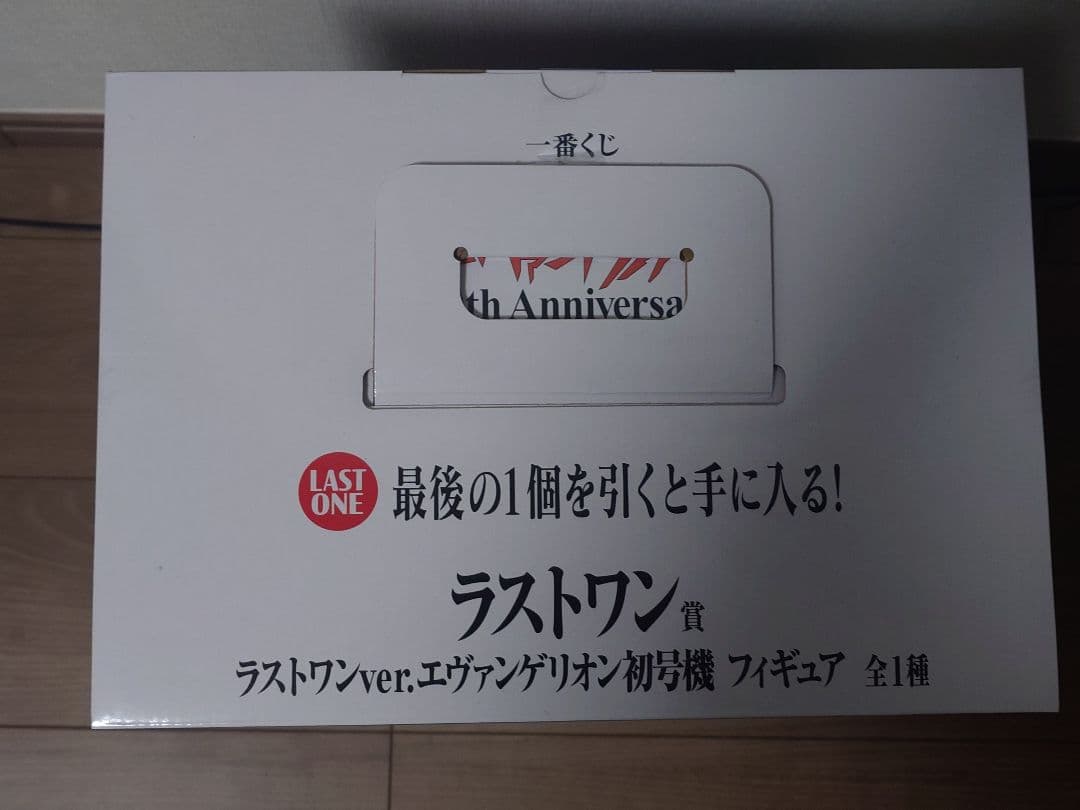 一番くじ
th Anniversa
LAST
ONE
最後の1個を引くと手に入る!
ラストワン賞
ラストワンver.エヴァンゲリオン初号機 フィギュア 全1種